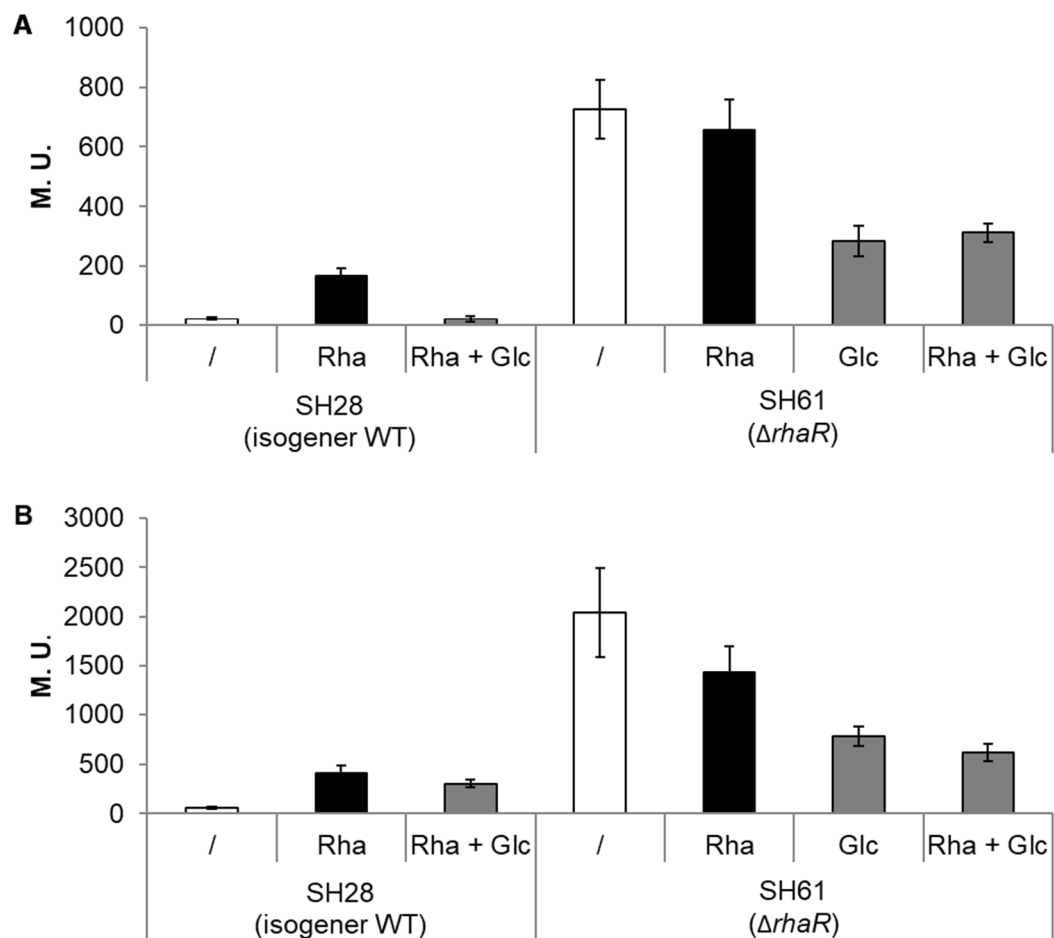 A
1000
800
600
400
200
0
M. U.
/ Rha Rha + Glc / Rha Glc Rha + Glc
SH28 SH61
(isogener WT) (ΔrhaR)
B
3000
2500
2000
1500
1000
500
0
M. U.
/ Rha Rha + Glc / Rha Glc Rha + Glc
SH28 SH61
(isogener WT) (ΔrhaR)